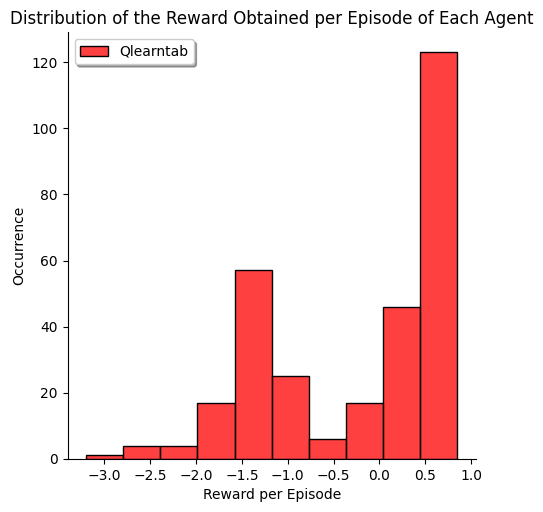 Distribution of the Reward Obtained per Episode of Each Agent
Qlearntab
120
100
80
60
40
20
0
Occurrence
−3.0 −2.5 −2.0 −1.5 −1.0 −0.5 0.0 0.5 1.0
Reward per Episode